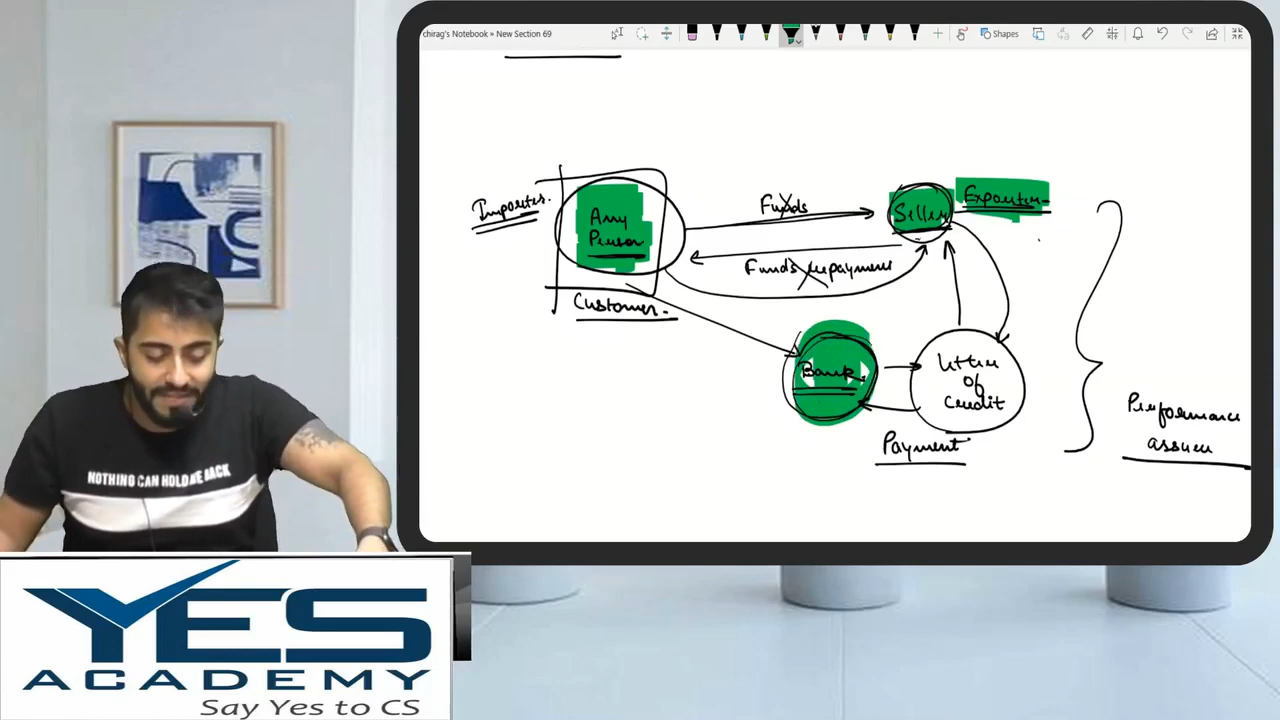 chirag's Notebook » New Section 69
Shapes
Importer.
Any
Person
Customer.
Funds
Funds repayment
Seller
Exporter
Bank.
letter
of
credit
Payment
Performance
assure
NOTHING CAN HOLD ME BACK
YES
ACADEMY
Say Yes to CS